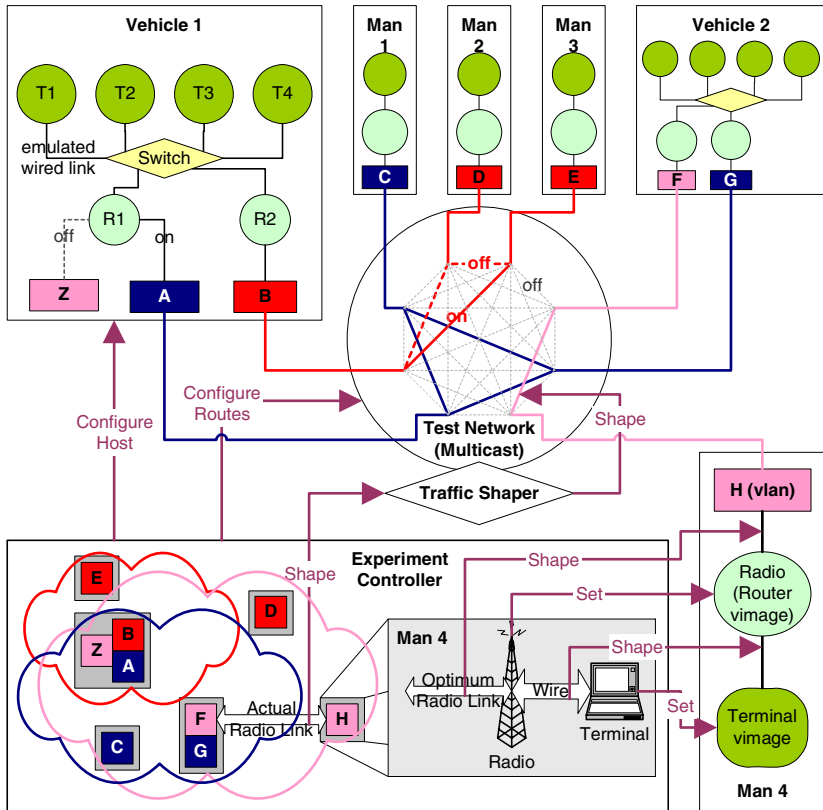 Vehicle 1
Man
1
Man
2
Man
3
Vehicle 2
T1
T2
T3
T4
emulated
wired link
Switch
R1
R2
off
on
Z
A
B
C
D
E
F
G
off
off
on
Configure
Host
Configure
Routes
Test Network
(Multicast)
Shape
Traffic Shaper
H (vlan)
Experiment
Controller
Shape
Shape
Radio
(Router
vimage)
Set
E
D
Z
B
A
Man 4
Shape
Optimum
Radio Link
Wire
Actual
Radio Link
F
G
H
C
Terminal
Radio
Set
Terminal
vimage
Man 4